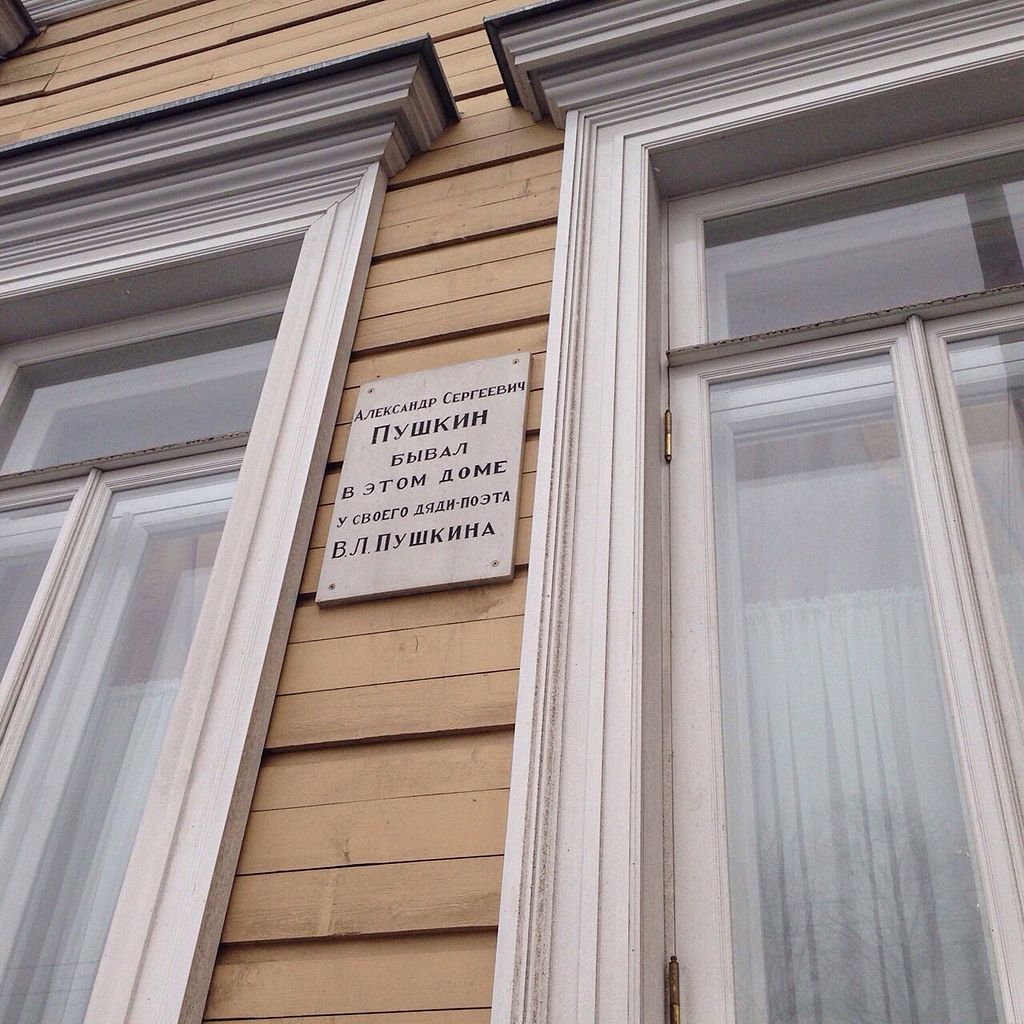 Александр Сергеевич
Пушкин
бывал
в этом доме
у своего дяди-поэта
В.Л.Пушкина